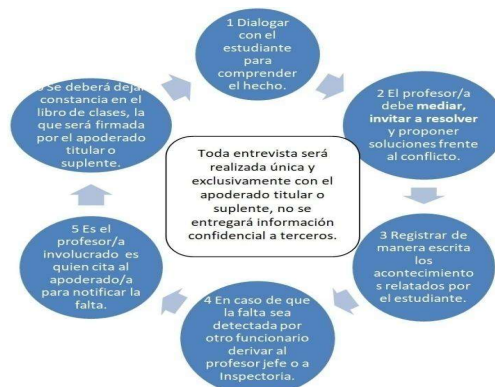 1 Dialogar
con el
estudiante
para
comprender
el hecho.
2 El profesor/a
debe mediar,
invitar a resolver
y proponer
soluciones frente
al conflicto.
3 Registrar de
manera escrita
los
acontecimiento
s relatados por
el estudiante.
4 En caso de que
la falta sea
detectada por
otro funcionario
derivar al
profesor jefe o a
Inspectoria.
5 Es el
profesor/a
involucrado es
quien cita al
apoderado/a
para notificar la
falta.
Se deberá dejar
constancia en el
libro de clases, la
que será firmada
por el apoderado
titular o
suplente.
Toda entrevista será
realizada única y
exclusivamente con el
apoderado titular o
suplente, no se
entregará información
confidencial a terceros.